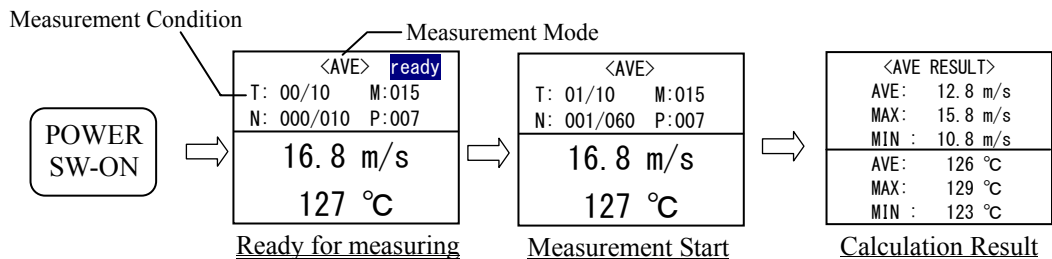 Measurement Condition
Measurement Mode
POWER
SW-ON
<AVE> ready
T: 00/10 M:015
N: 000/010 P:007
16.8 m/s
127 ℃
Ready for measuring
<AVE>
T: 01/10 M:015
N: 001/060 P:007
16.8 m/s
127 ℃
Measurement Start
<AVE RESULT>
AVE: 12.8 m/s
MAX: 15.8 m/s
MIN : 10.8 m/s
AVE: 126 ℃
MAX: 129 ℃
MIN : 123 ℃
Calculation Result